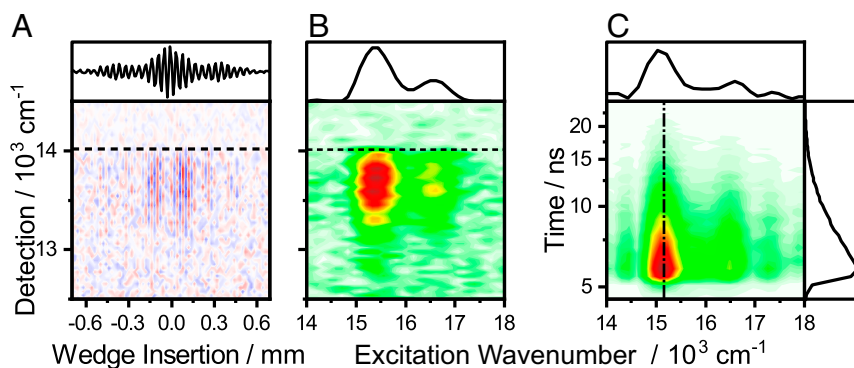 A
B
C
Detection / 10³ cm⁻¹
14
13
-0.6 -0.3 0.0 0.3 0.6
Wedge Insertion / mm
14 15 16 17 18
Excitation Wavenumber / 10³ cm⁻¹
Time / ns
20
15
10
5
14 15 16 17 18